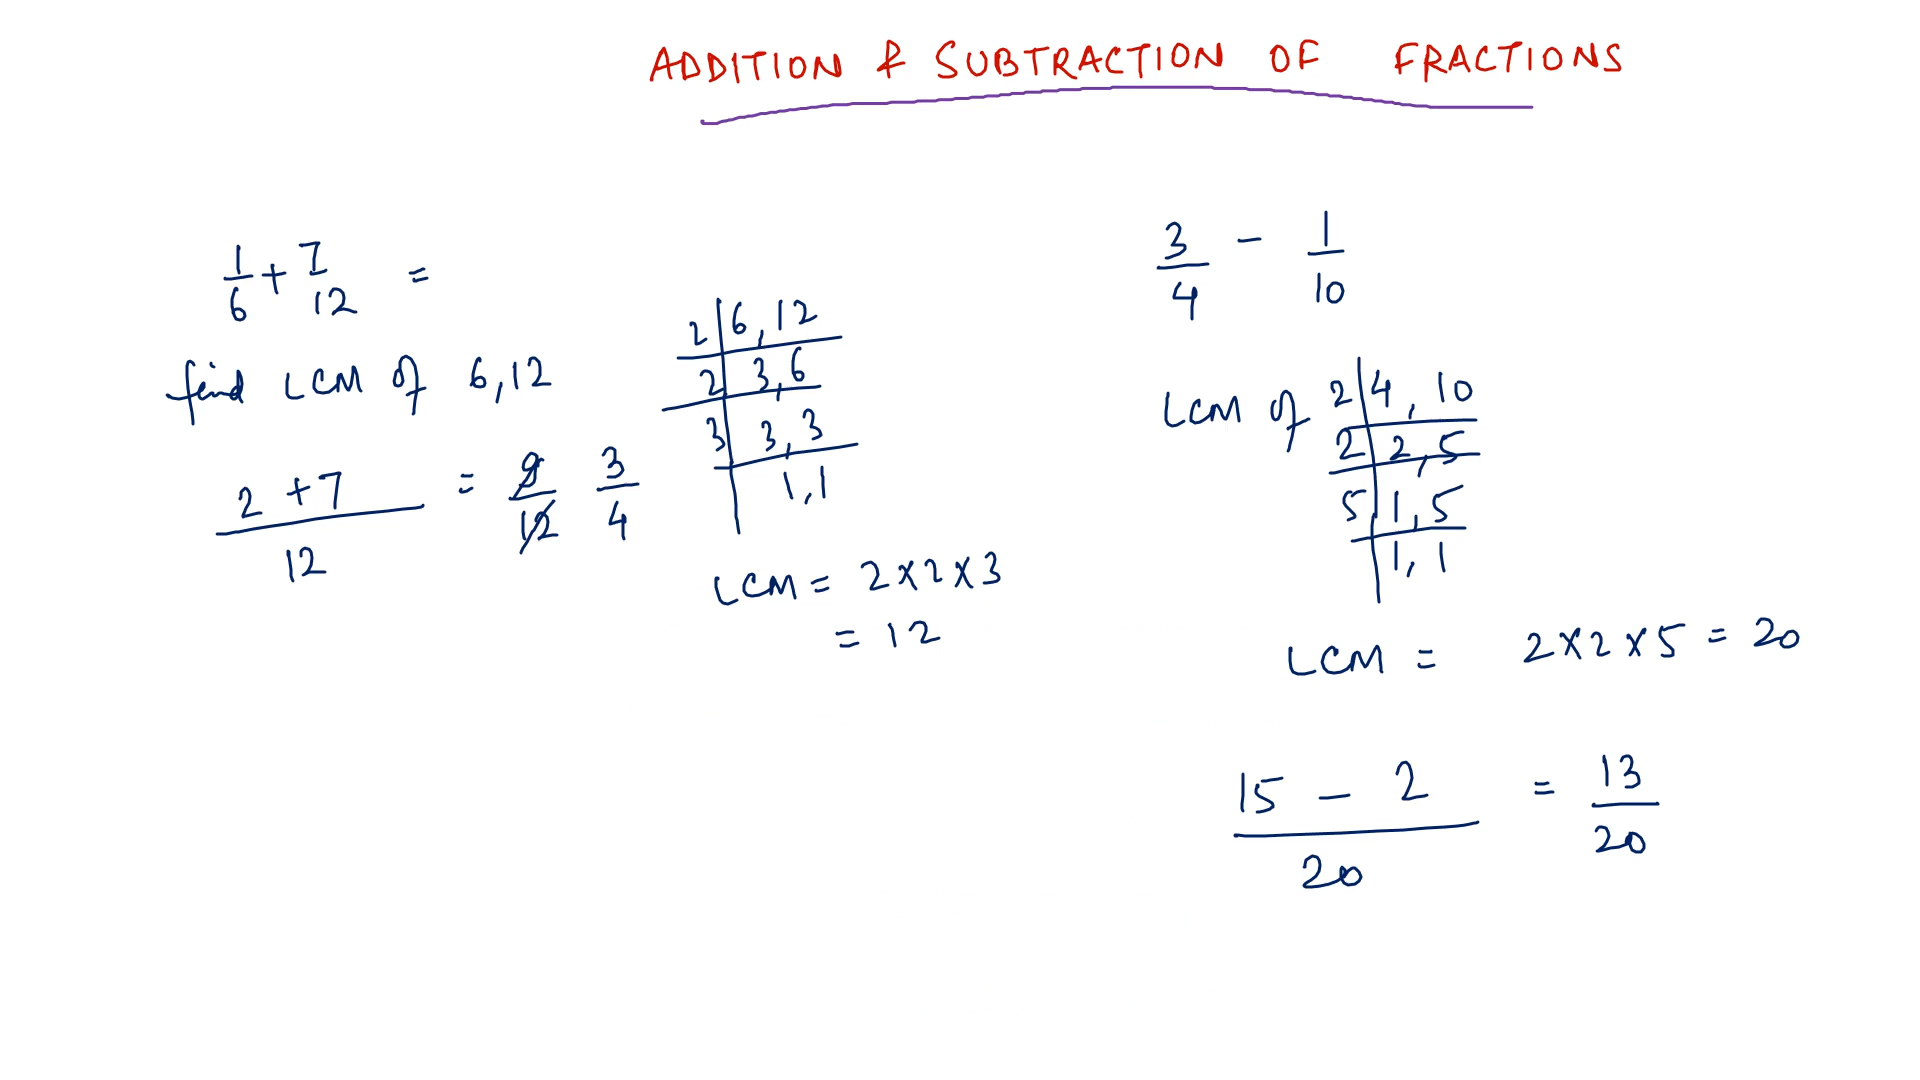 ADDITION & SUBTRACTION OF FRACTIONS
1/6 + 7/12 =
find LCM of 6,12
2 + 7 / 12 = 9/12 3/4
2 | 6, 12
2 | 3, 6
3 | 3, 3
1, 1
LCM = 2 × 2 × 3
= 12
3/4 - 1/10
LCM of 2 | 4, 10
2 | 2, 5
5 | 1, 5
1, 1
LCM = 2 × 2 × 5 = 20
15 - 2 / 20 = 13/20